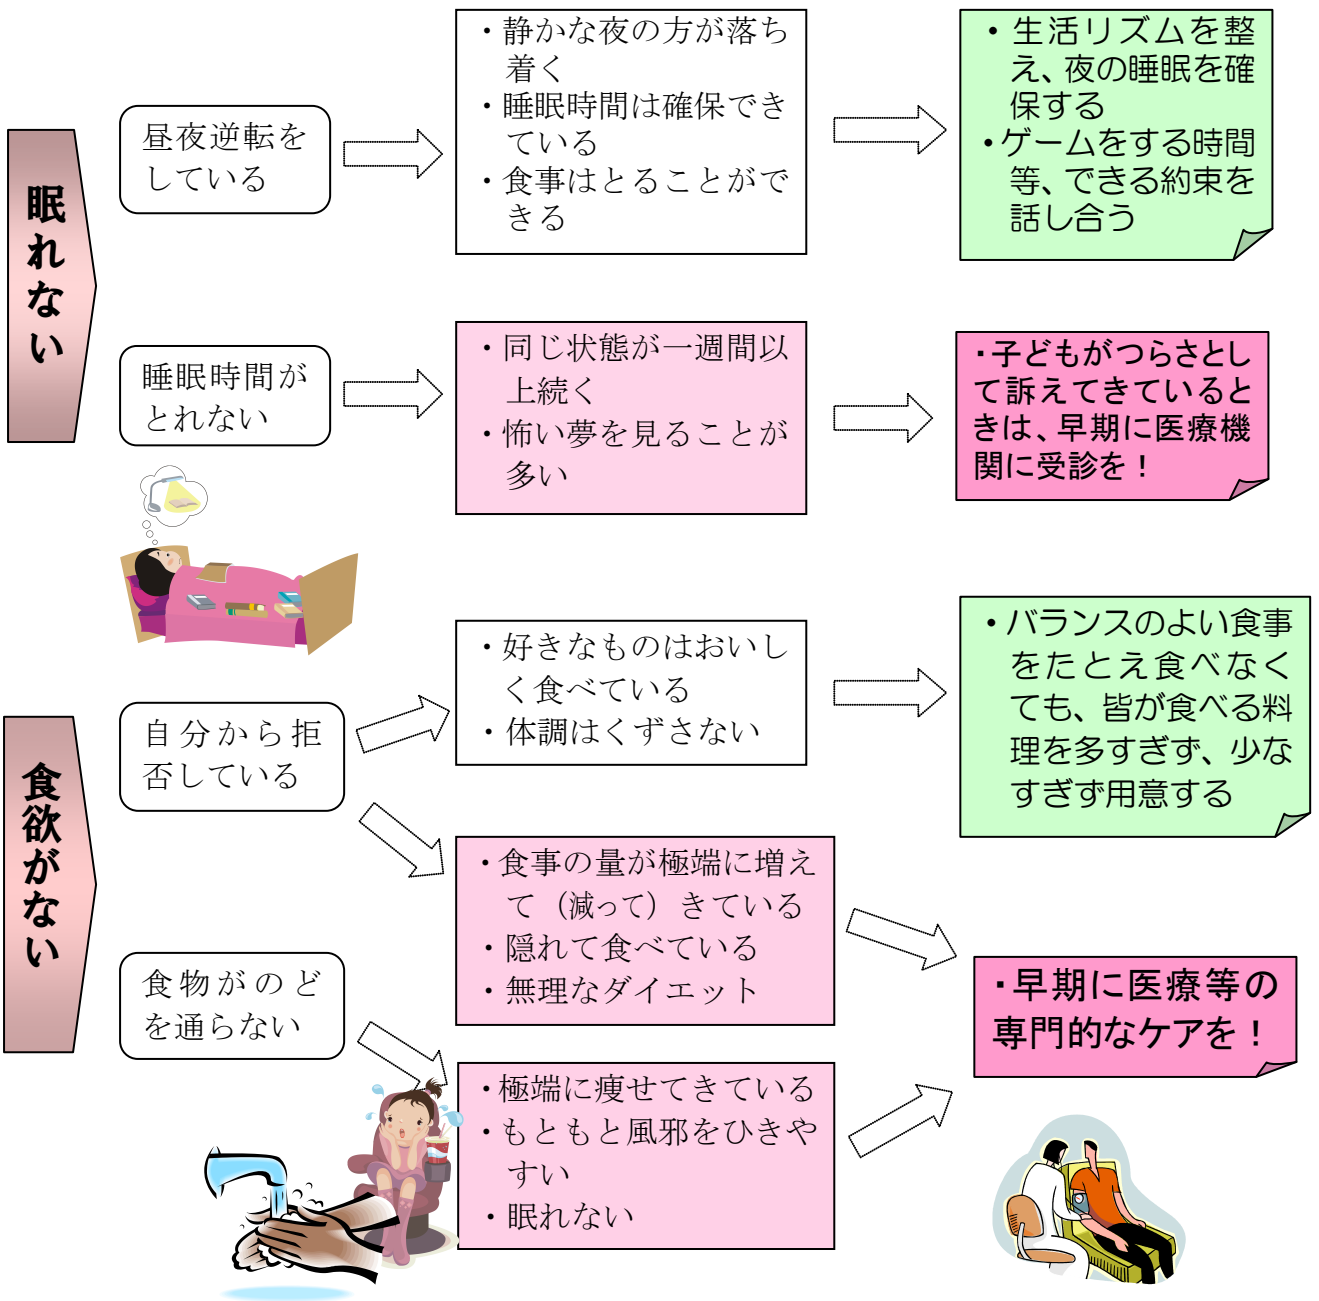 眠れない
昼夜逆転を
している
・静かな夜の方が落ち
着く
・睡眠時間は確保でき
ている
・食事はとることがで
きる
・生活リズムを整
え、夜の睡眠を確
保する
・ゲームをする時間
等、できる約束を
話し合う
睡眠時間が
とれない
・同じ状態が一週間以
上続く
・怖い夢を見ることが
多い
・子どもがつらさとし
て訴えてきていると
きは、早期に医療機
関に受診を！
食欲がない
自分から拒
否している
・好きなものはおいし
く食べている
・体調はくずさない
・バランスのよい食事
をたとえ食べなく
ても、皆が食べる料
理を多すぎず、少な
すぎず用意する
・食事の量が極端に増え
て（減って）きている
・隠れて食べている
・無理なダイエット
食物がのど
を通らない
・極端に痩せてきている
・もともと風邪をひきや
すい
・眠れない
・早期に医療等の
専門的なケアを！